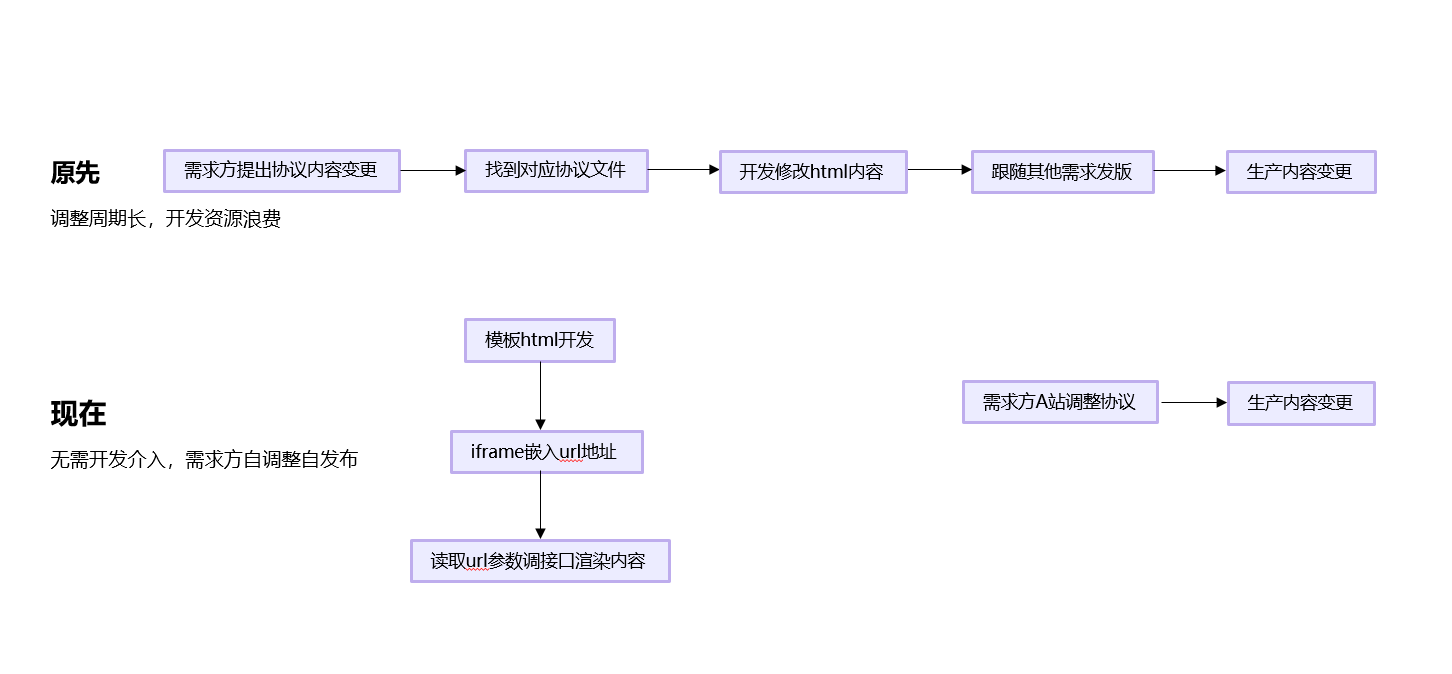 原先
需求方提出协议内容变更
找到对应协议文件
开发修改html内容
跟随其他需求发版
生产内容变更
调整周期长，开发资源浪费
模板html开发
现在
需求方A站调整协议
生产内容变更
iframe嵌入url地址
无需开发介入，需求方自调整自发布
读取url参数调接口渲染内容